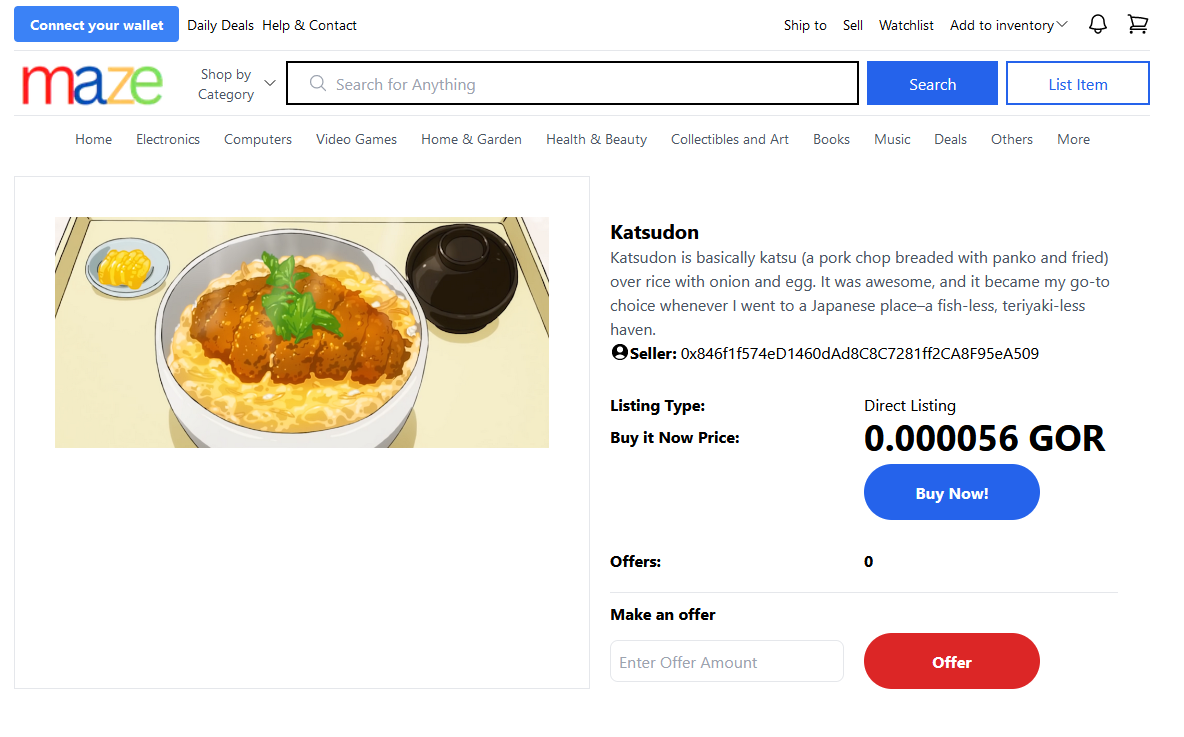 Connect your wallet Daily Deals Help & Contact Ship to Sell Watchlist Add to inventory
maze Shop by Category Search for Anything Search List Item
Home Electronics Computers Video Games Home & Garden Health & Beauty Collectibles and Art Books Music Deals Others More
Katsudon
Katsudon is basically katsu (a pork chop breaded with panko and fried)
over rice with onion and egg. It was awesome, and it became my go-to
choice whenever I went to a Japanese place–a fish-less, teriyaki-less
haven.
Seller: 0x846f1f574eD1460dAd8C8C7281ff2CA8F95eA509
Listing Type: Direct Listing
Buy it Now Price: 0.000056 GOR
Buy Now!
Offers: 0
Make an offer
Enter Offer Amount Offer